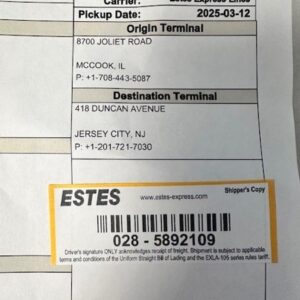 Carrier: Estes Express Lines
Pickup Date: 2025-03-12
Origin Terminal
8700 JOLIET ROAD
MCCOOK, IL
P: +1-708-443-5087
Destination Terminal
418 DUNCAN AVENUE
JERSEY CITY, NJ
P: +1-201-721-7030
Shipper's Copy
ESTES www.estes-express.com
028 - 5892109
Driver's signature ONLY acknowledges receipt of freight. Shipment is subject to applicable
terms and conditions of the Uniform Straight Bill of Lading and the EXLA-105 series rules tariff.